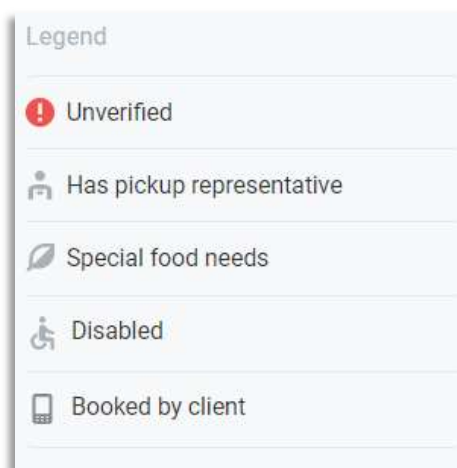 Legend
Unverified
Has pickup representative
Special food needs
Disabled
Booked by client